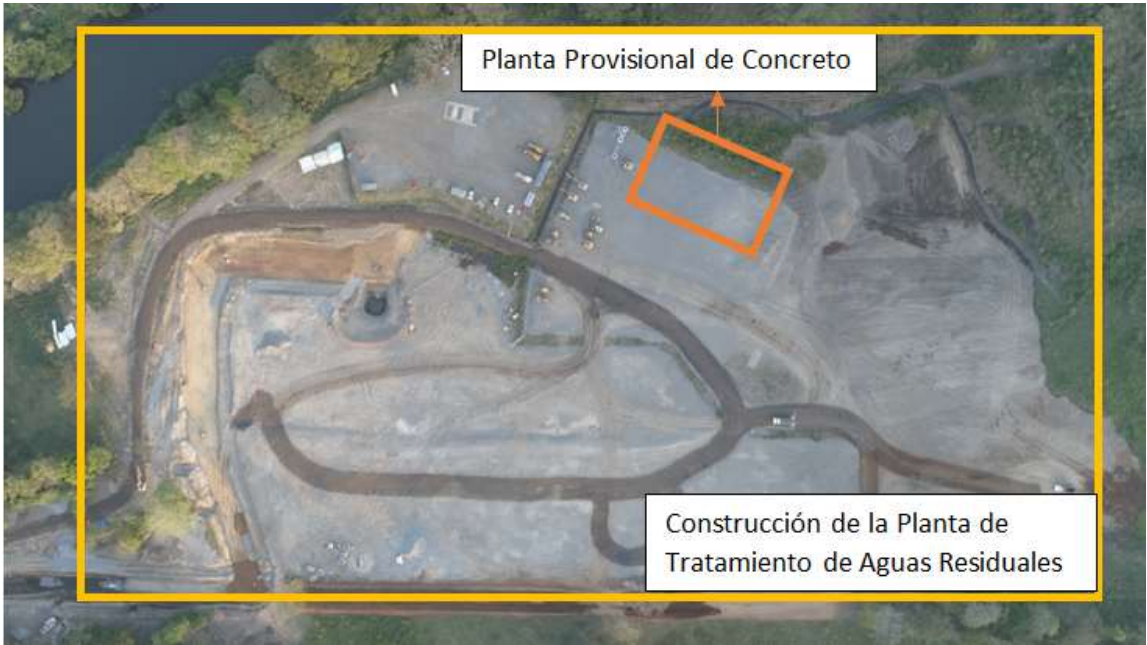 Planta Provisional de Concreto
Construcción de la Planta de
Tratamiento de Aguas Residuales